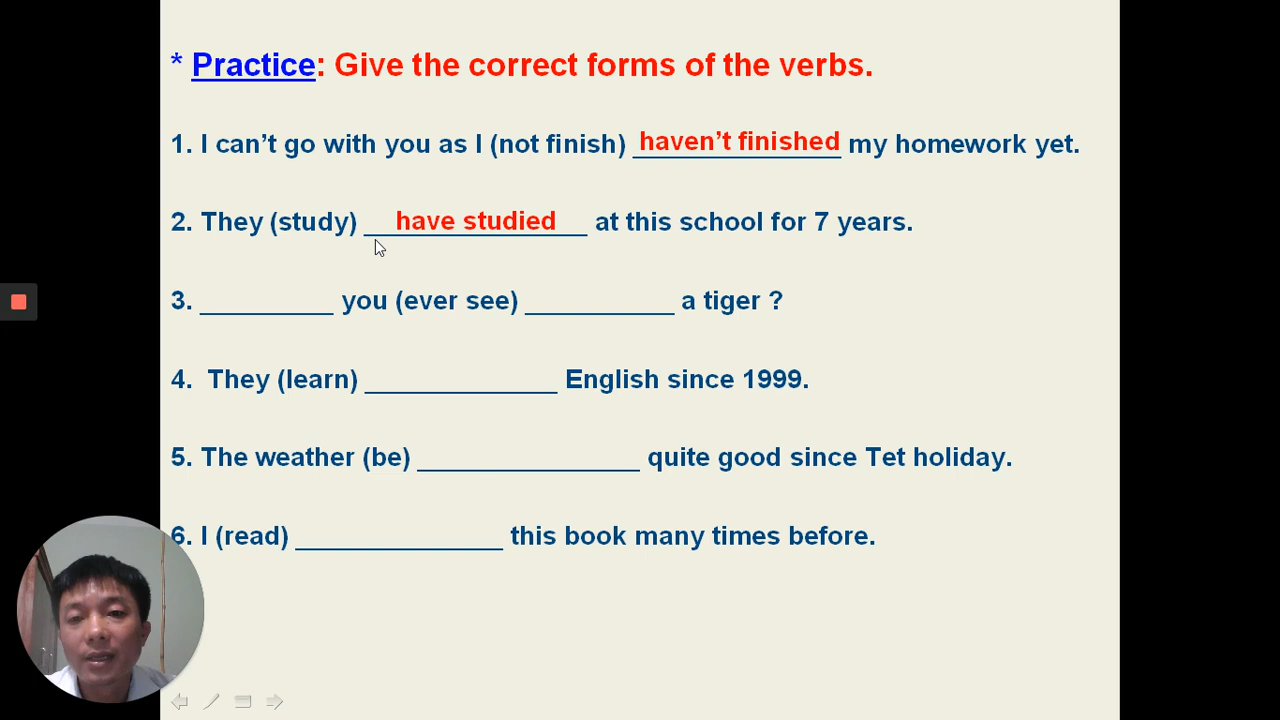 * Practice: Give the correct forms of the verbs.
1. I can’t go with you as I (not finish) haven’t finished my homework yet.
2. They (study) have studied at this school for 7 years.
3. __________ you (ever see) ___________ a tiger ?
4. They (learn) ______________ English since 1999.
5. The weather (be) ________________ quite good since Tet holiday.
6. I (read) _______________ this book many times before.